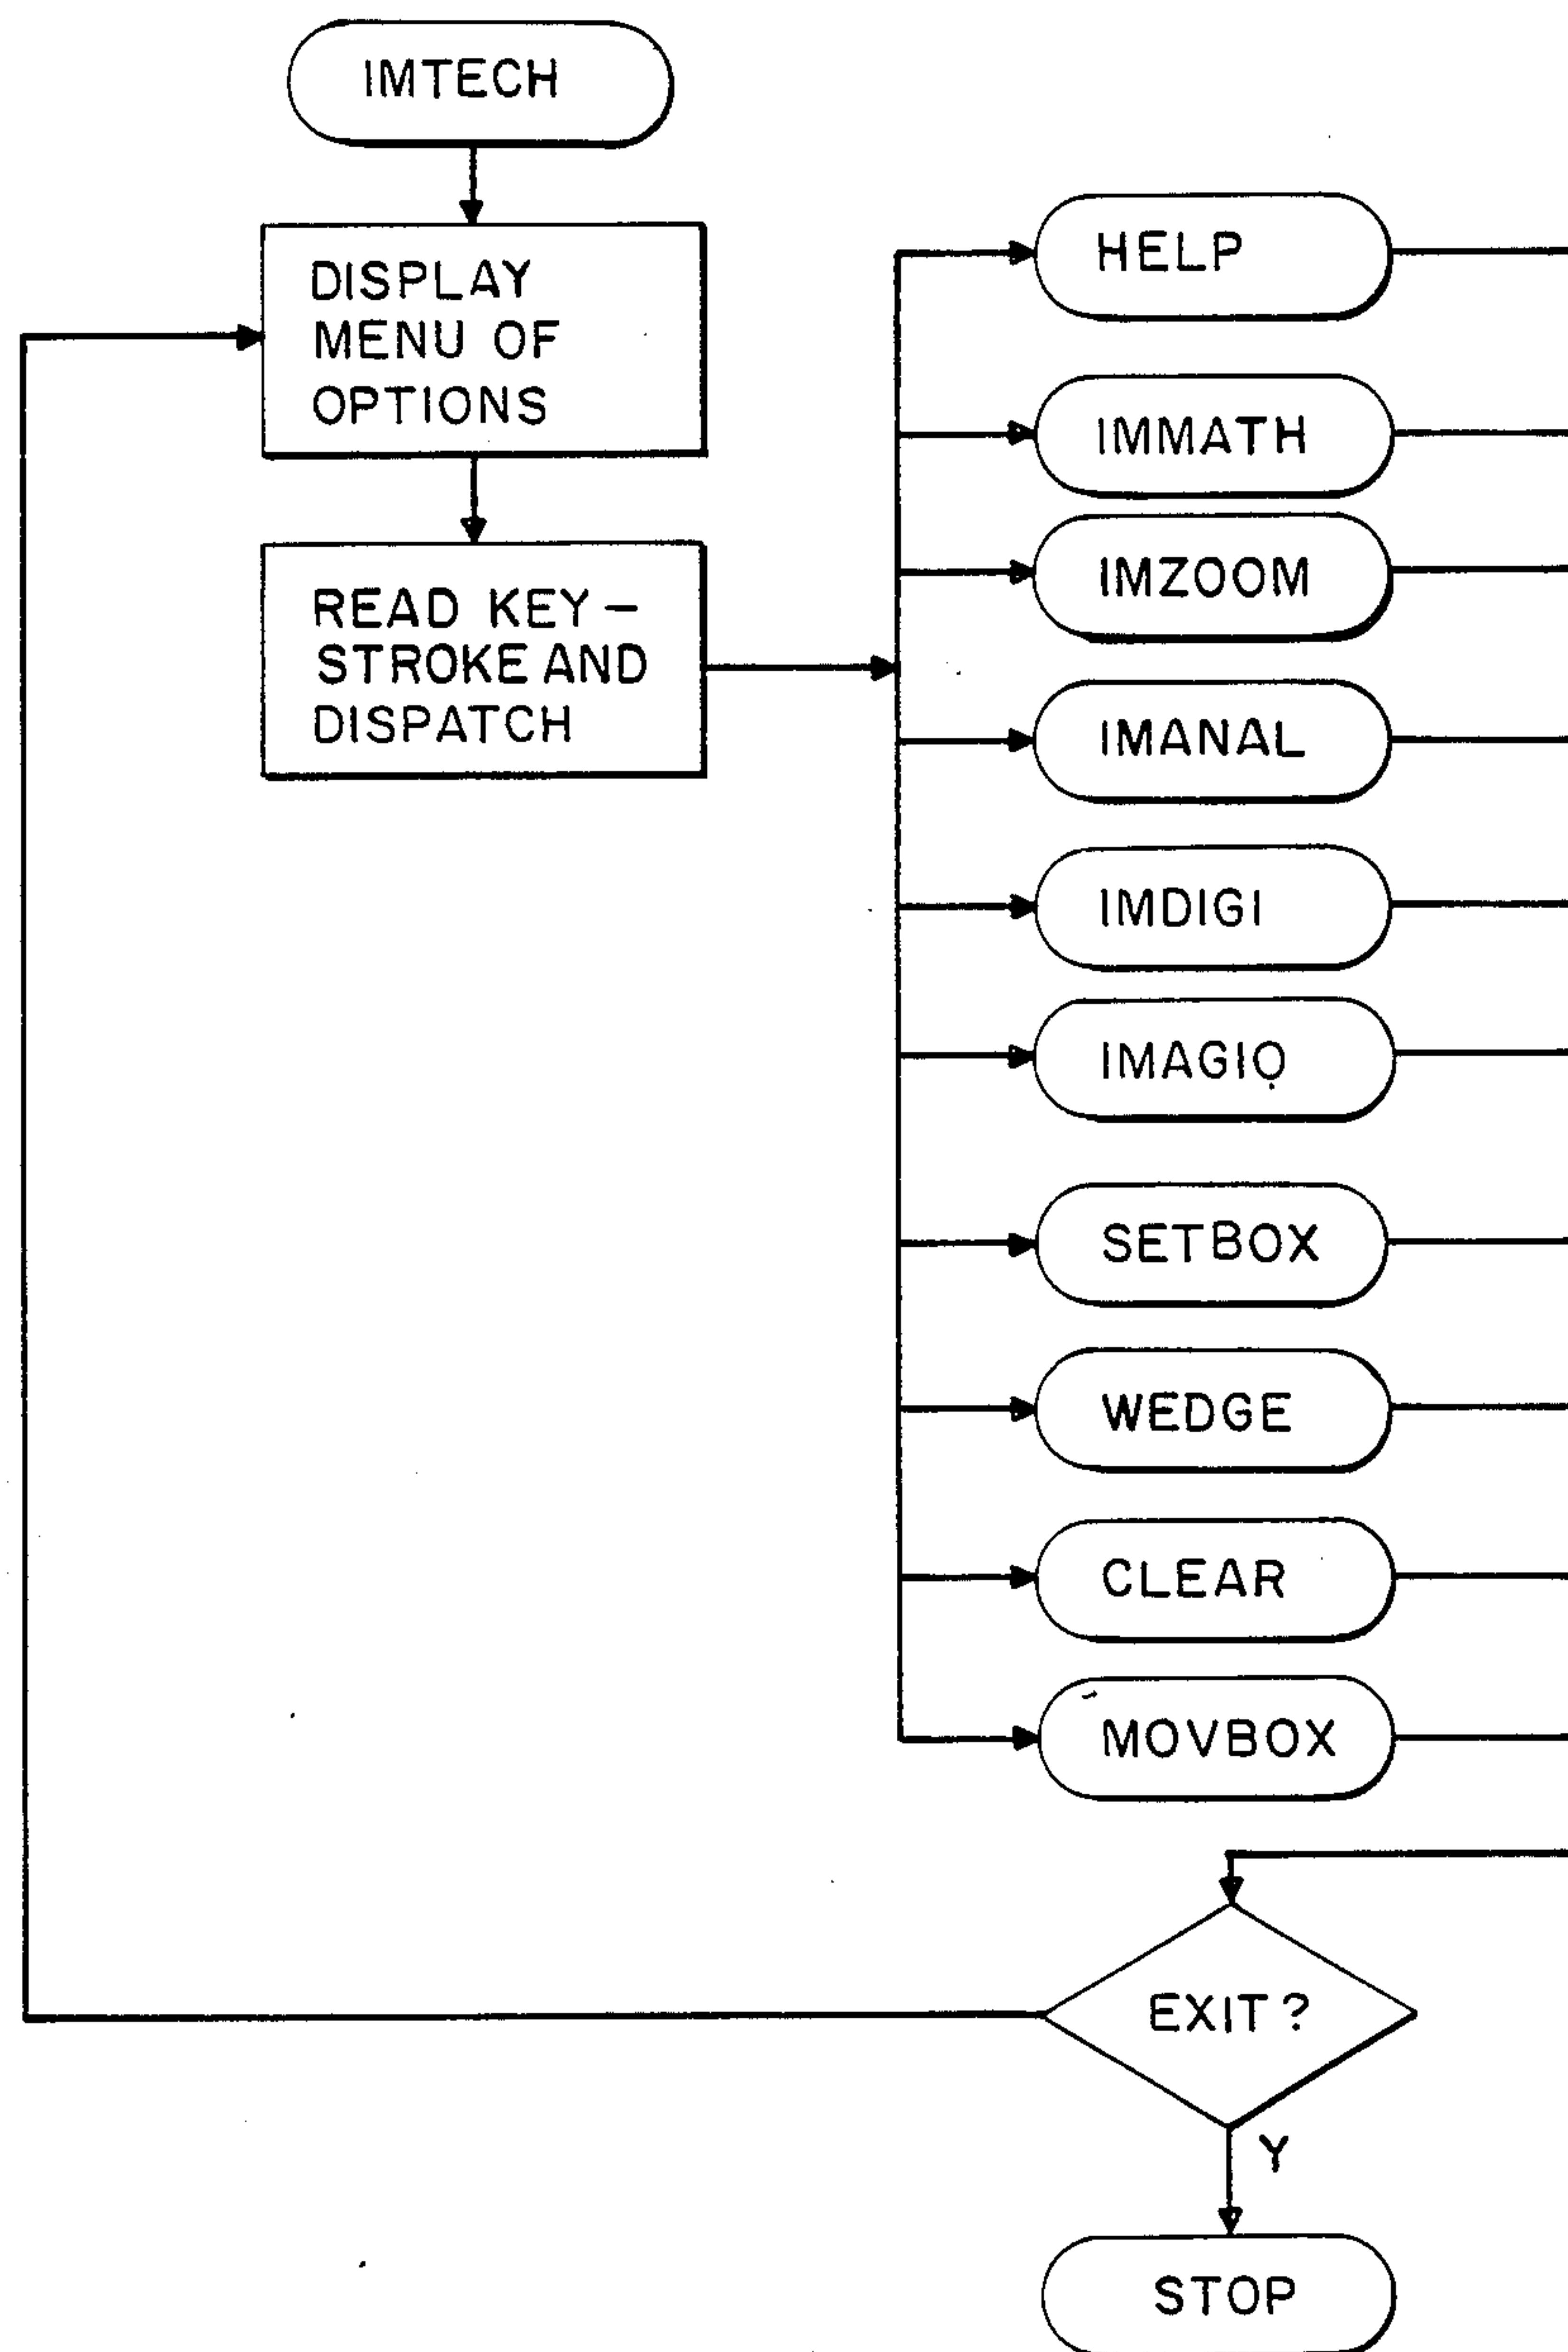 IMTECH
DISPLAY
MENU OF
OPTIONS
READ KEY–
STROKE AND
DISPATCH
HELP
IMMATH
IMZOOM
IMANAL
IMDIGI
IMAGIO
SETBOX
WEDGE
CLEAR
MOVBOX
EXIT?
Y
STOP